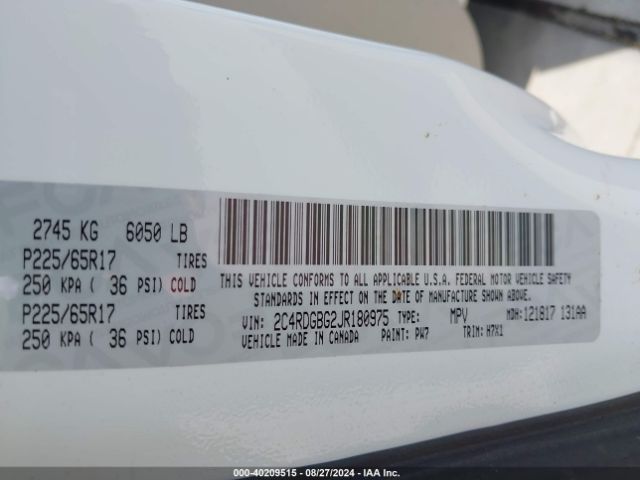 2745 KG 6050 LB
P225/65R17 TIRES
250 KPA ( 36 PSI) COLD
P225/65R17 TIRES
250 KPA ( 36 PSI) COLD
THIS VEHICLE CONFORMS TO ALL APPLICABLE U.S.A. FEDERAL MOTOR VEHICLE SAFETY
STANDARDS IN EFFECT ON THE DATE OF MANUFACTURE SHOWN ABOVE.
VIN: 2C4RDGBG2JR180975 TYPE: MPV MDH: 121817 131AA
VEHICLE MADE IN CANADA PAINT: PW7 TRIM: H7X1
000-40209515 - 08/27/2024 - IAA Inc.